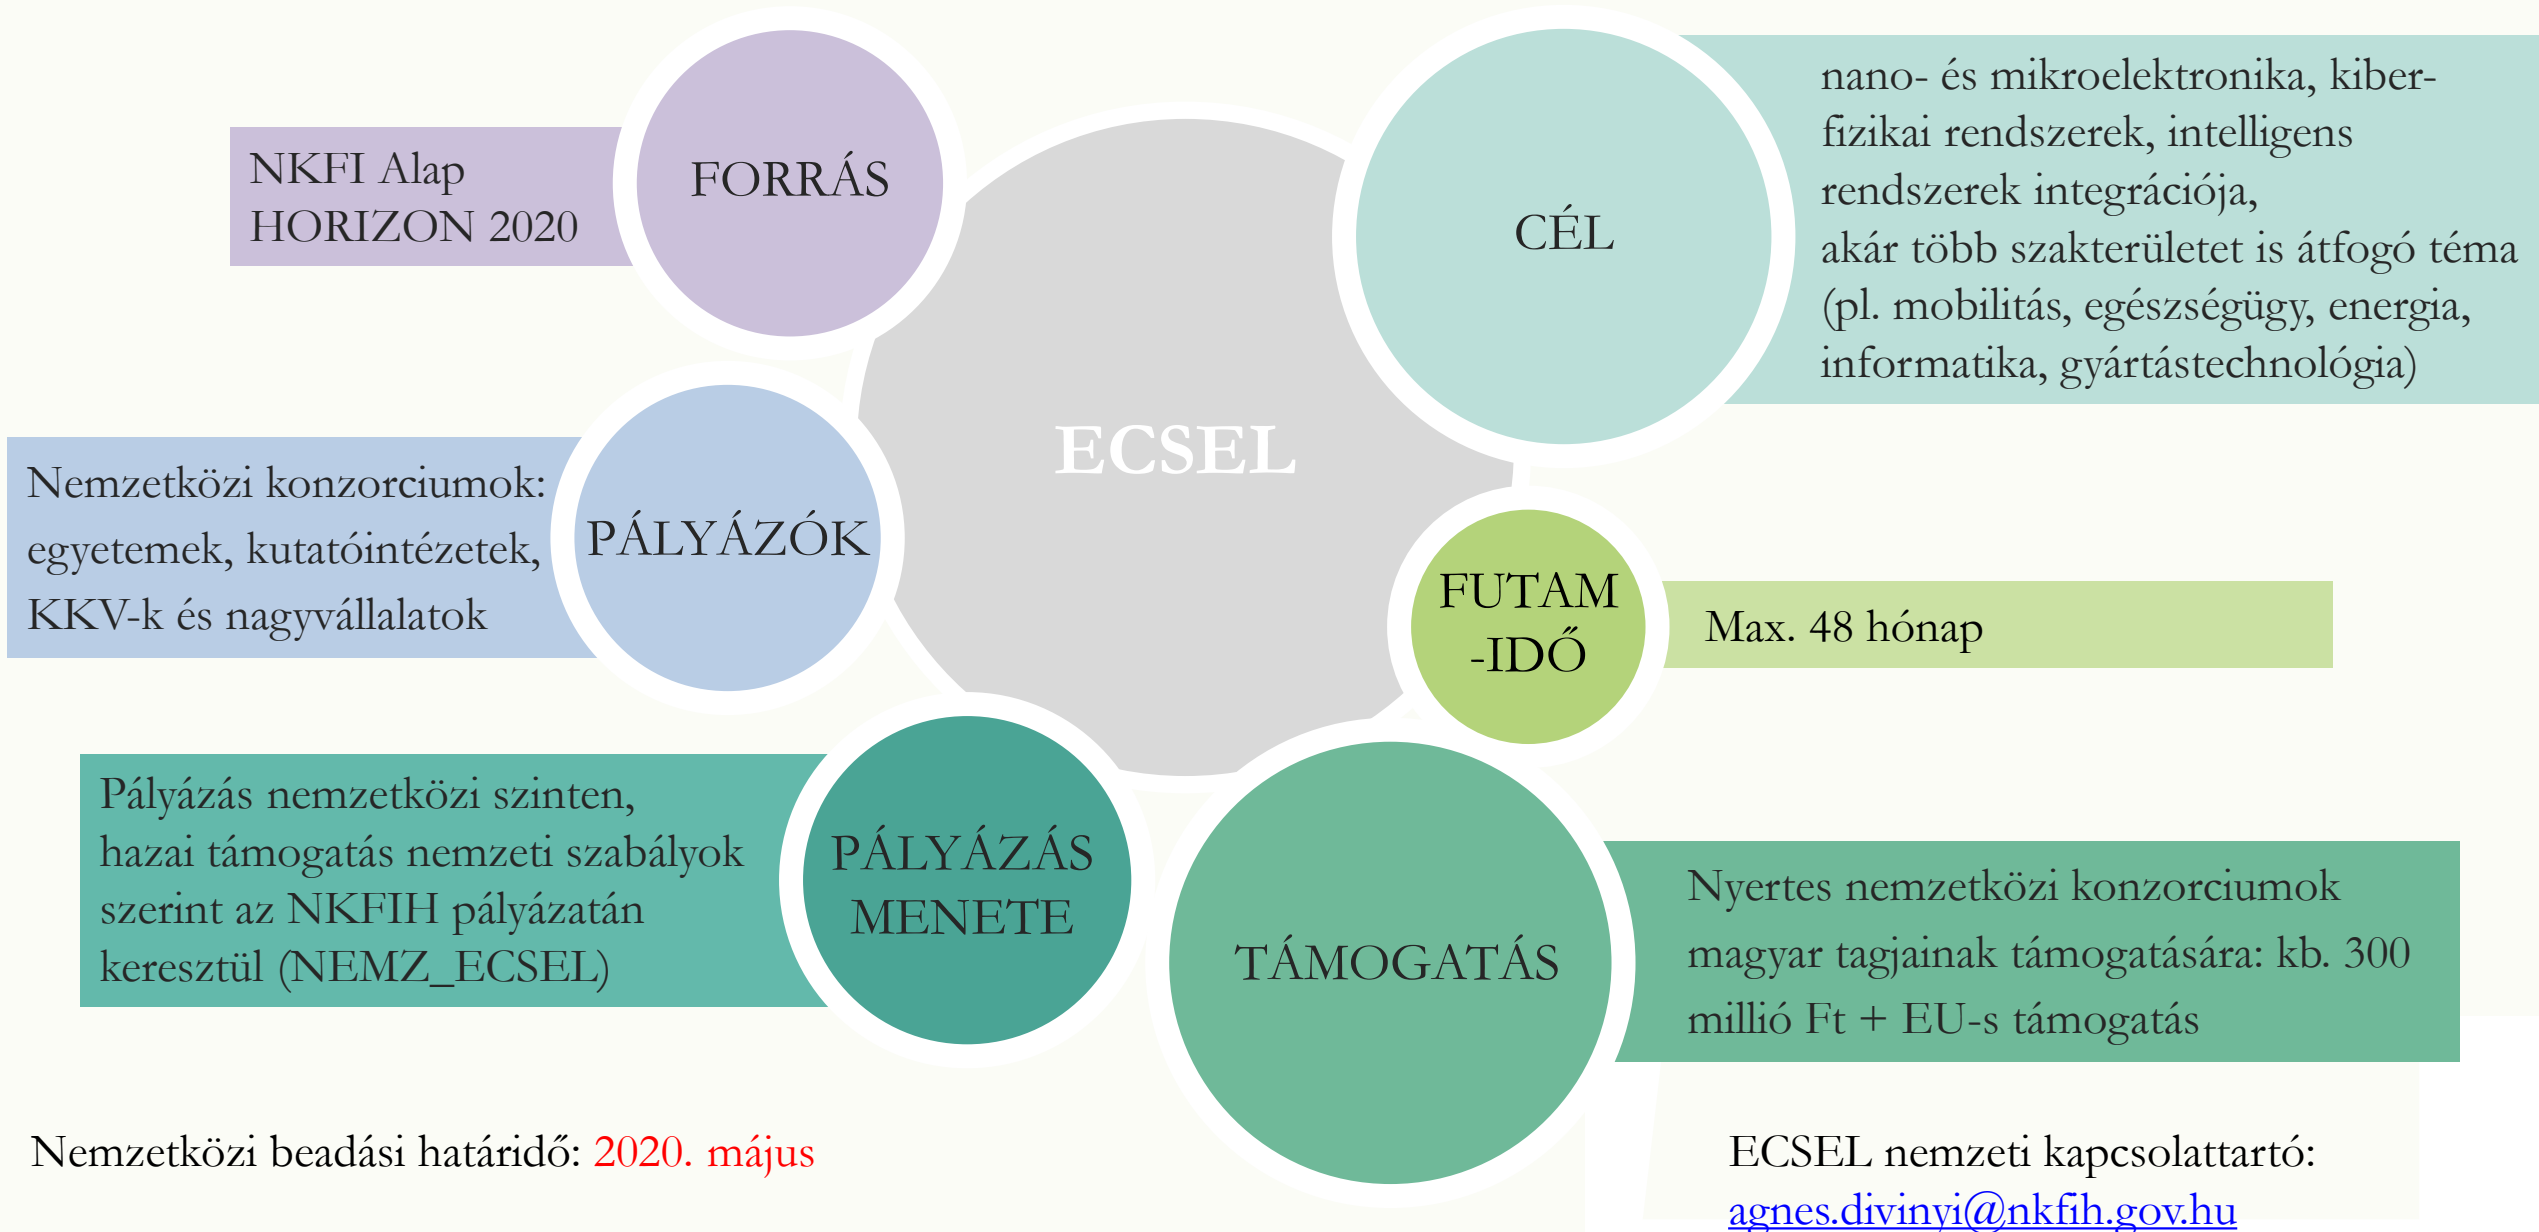 NKFI Alap
HORIZON 2020
FORRÁS
CÉL
nano- és mikroelektronika, kiber-
fizikai rendszerek, intelligens
rendszerek integrációja,
akár több szakterületet is átfogó téma
(pl. mobilitás, egészségügy, energia,
informatika, gyártástechnológia)
ECSEL
Nemzetközi konzorciumok:
egyetemek, kutatóintézetek,
KKV-k és nagyvállalatok
PÁLYÁZÓK
FUTAM
-IDŐ
Max. 48 hónap
Pályázás nemzetközi szinten,
hazai támogatás nemzeti szabályok
szerint az NKFIH pályázatán
keresztül (NEMZ_ECSEL)
PÁLYÁZÁS
MENETE
TÁMOGATÁS
Nyertes nemzetközi konzorciumok
magyar tagjainak támogatására: kb. 300
millió Ft + EU-s támogatás
Nemzetközi beadási határidő: 2020. május
ECSEL nemzeti kapcsolattartó:
agnes.divinyi@nkfih.gov.hu